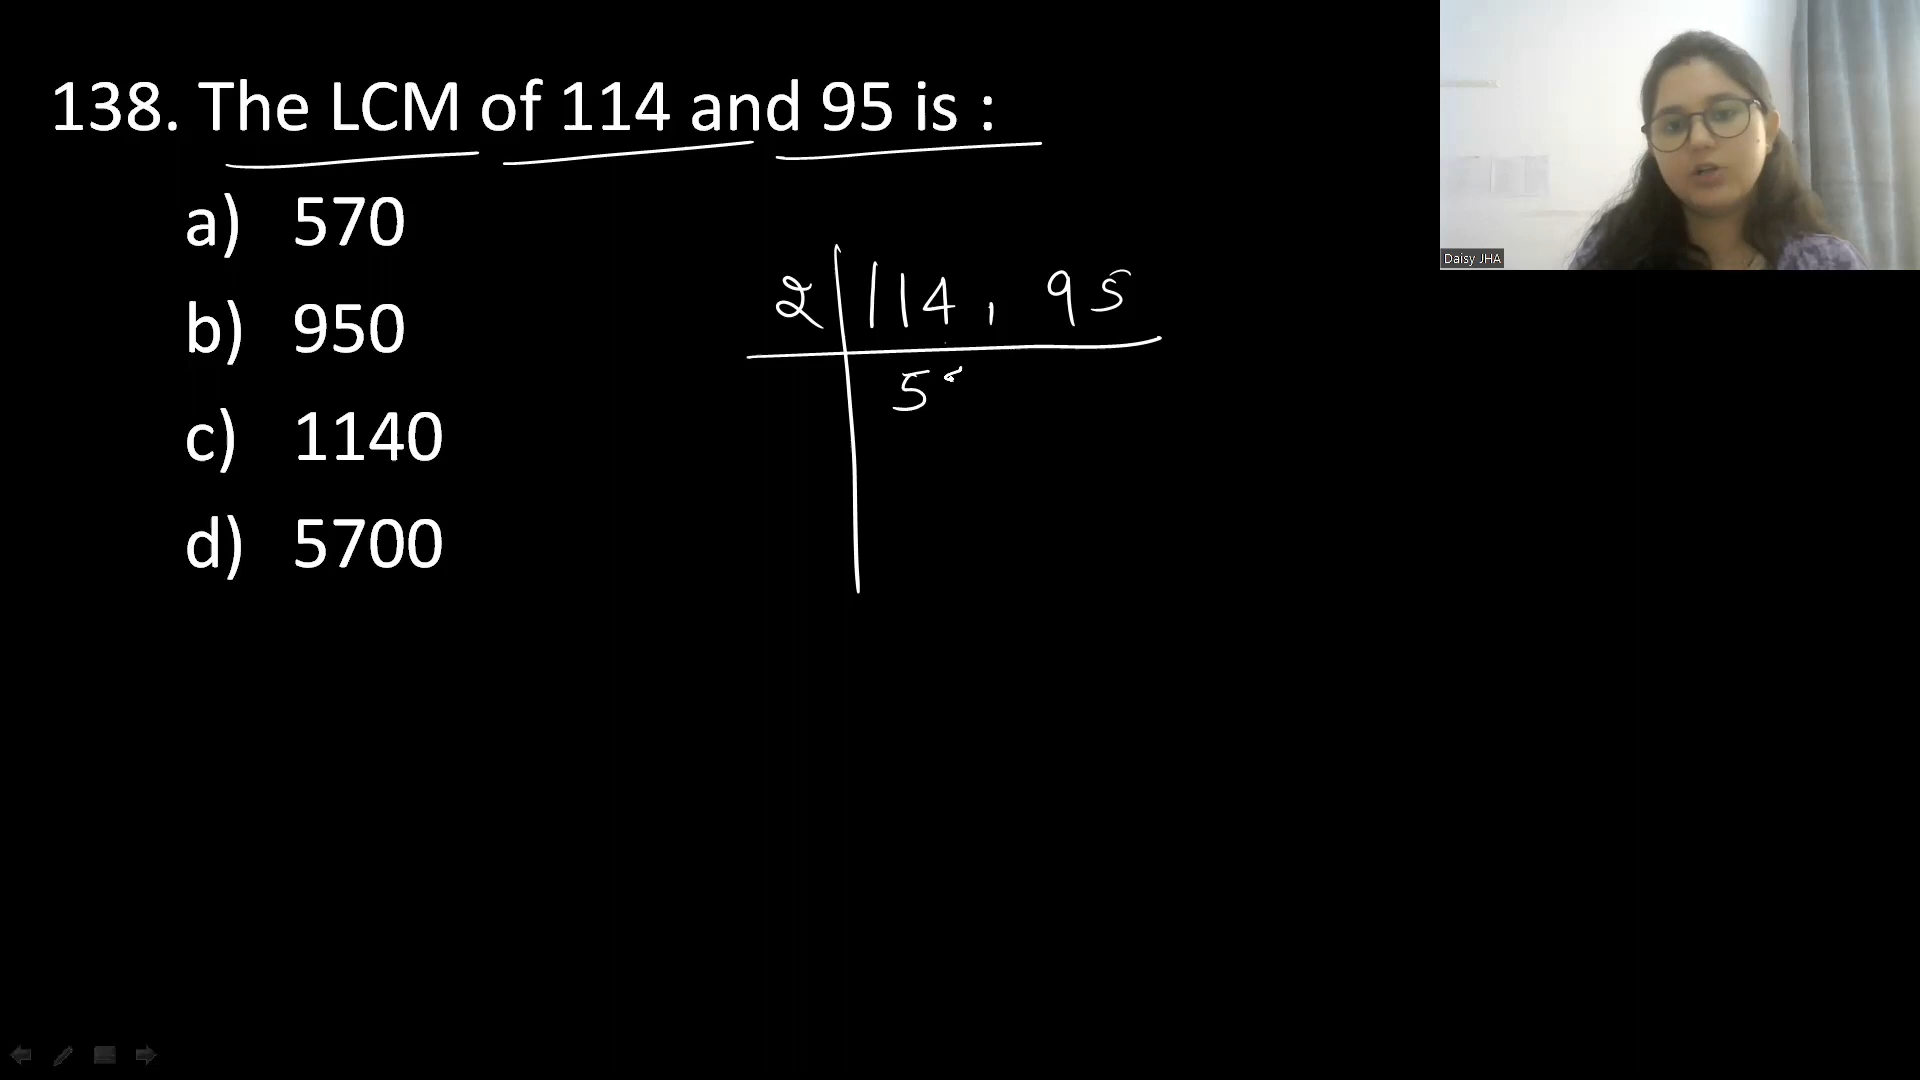 138. The LCM of 114 and 95 is :
a) 570
b) 950
c) 1140
d) 5700
2 114, 95
5
Daisy JHA